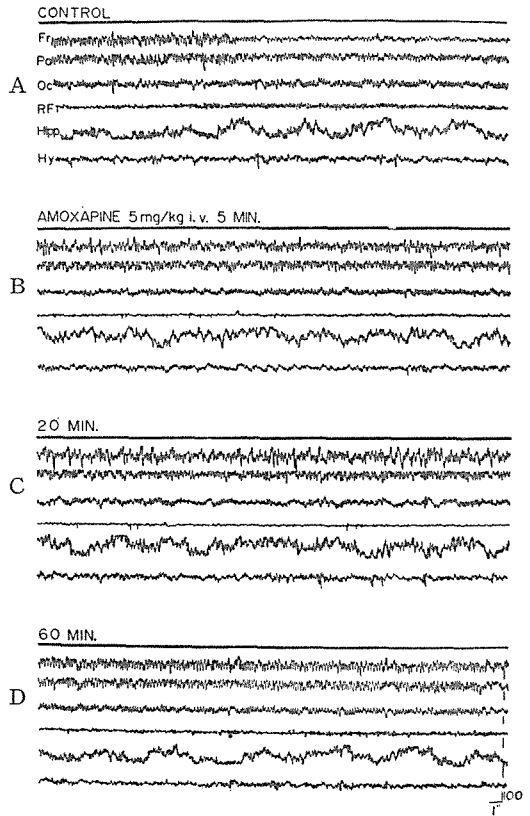 CONTROL
Fr
Pa
A
Oc
RF
Hipp
Hy
AMOXAPINE 5mg/kg i.v. 5 MIN.
B
20 MIN.
C
60 MIN.
D
100
1"